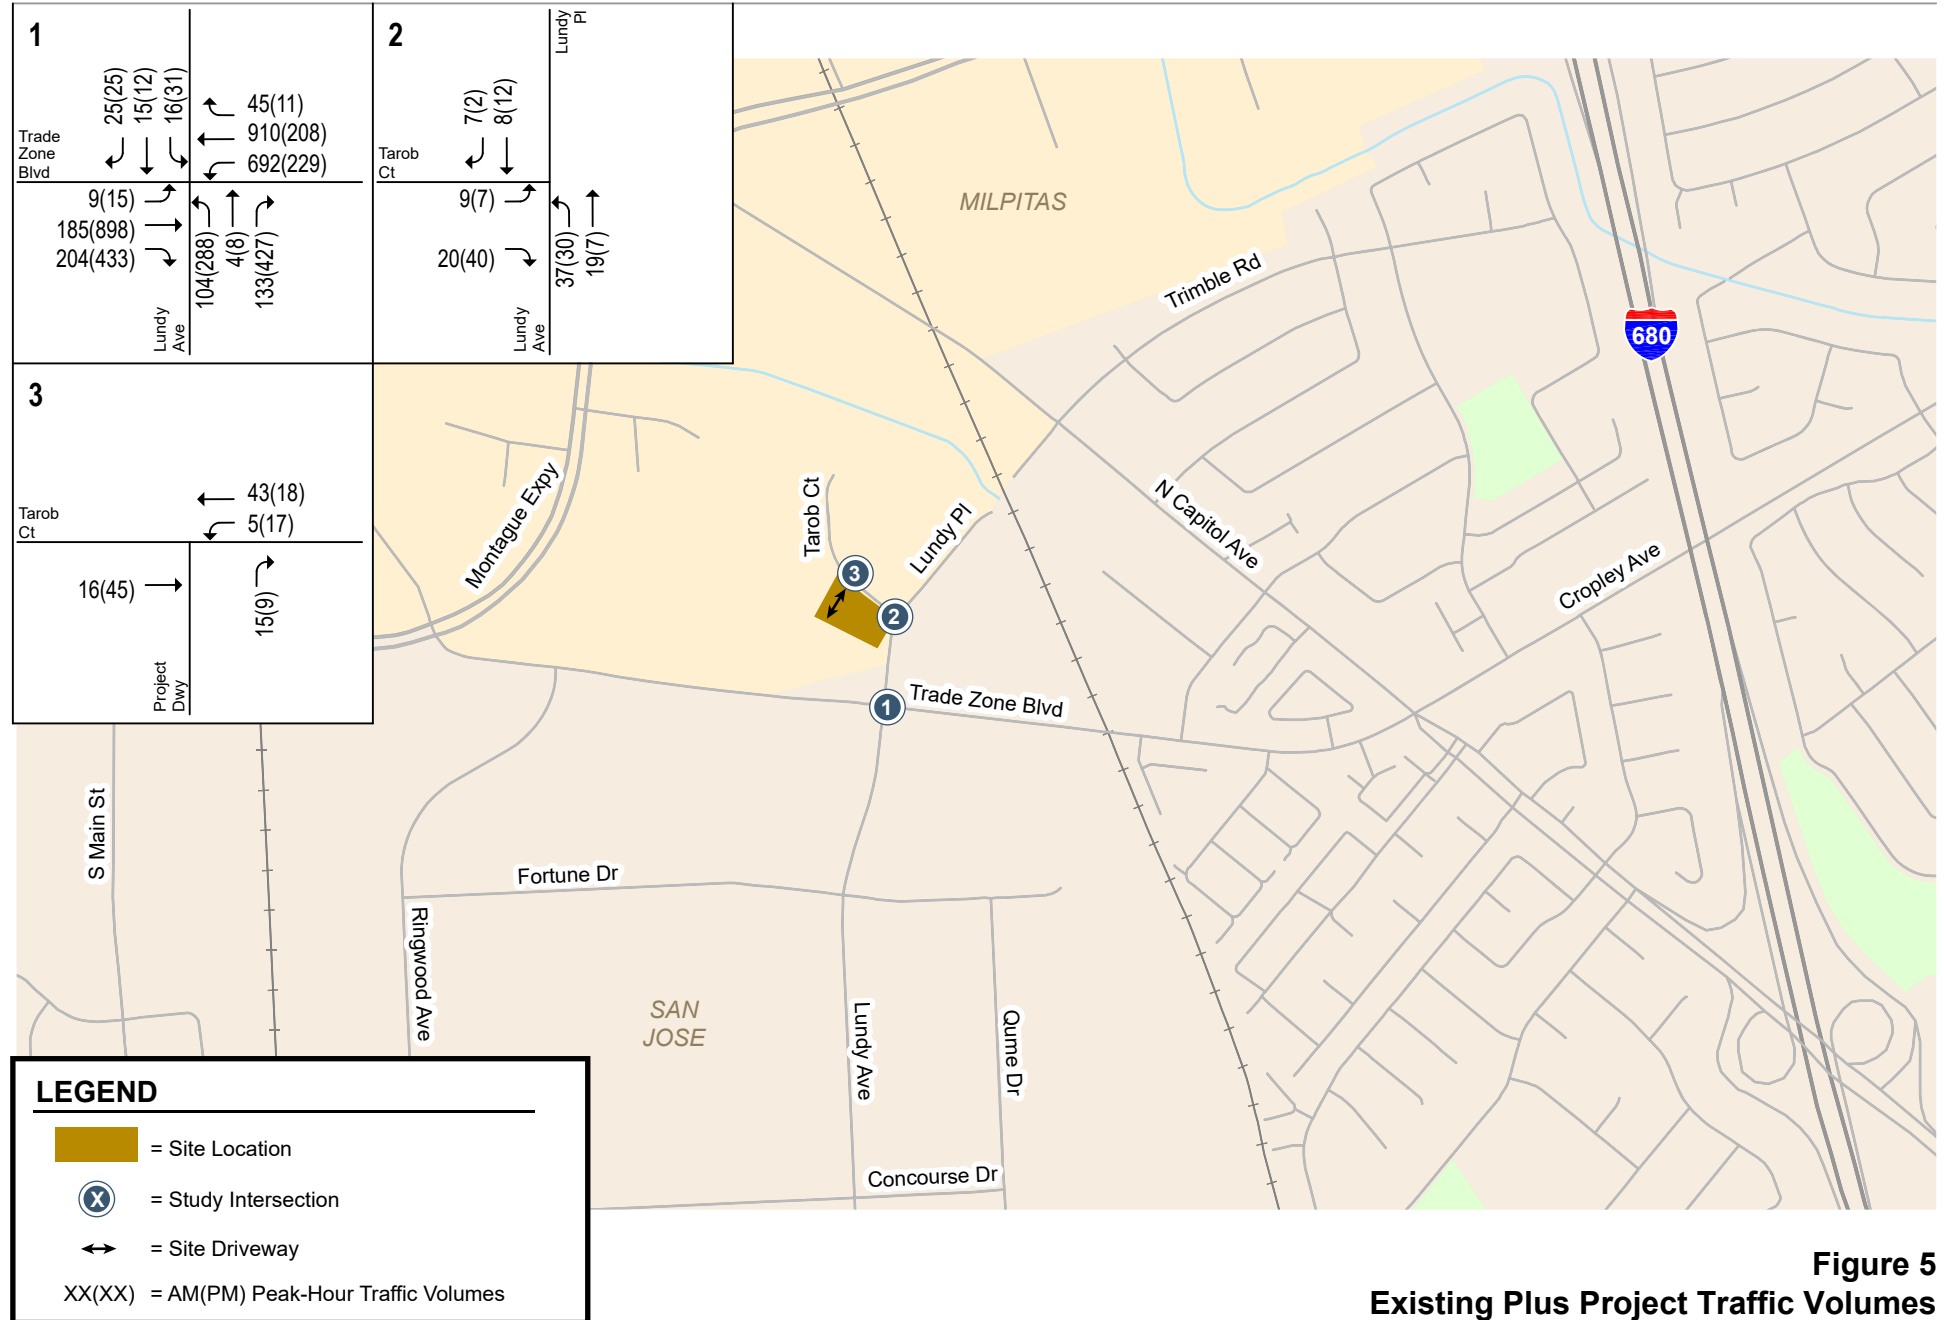 1
25(25)
15(12)
16(31)
45(11)
910(208)
692(229)
Trade
Zone
Blvd
9(15)
185(898)
204(433)
104(288)
4(8)
133(427)
Lundy
Ave
2
Lundy
Pl
7(2)
8(12)
Tarob
Ct
9(7)
20(40)
37(30)
19(7)
Lundy
Ave
3
43(18)
5(17)
Tarob
Ct
16(45)
15(9)
Project
Dwy
MILPITAS
Trimble Rd
680
Montague Expy
Tarob Ct
Lundy Pl
N Capitol Ave
Cropley Ave
3
2
1
Trade Zone Blvd
S Main St
Fortune Dr
Ringwood Ave
SAN
JOSE
Lundy Ave
Qume Dr
Concourse Dr
LEGEND
= Site Location
X = Study Intersection
= Site Driveway
XX(XX) = AM(PM) Peak-Hour Traffic Volumes
Figure 5
Existing Plus Project Traffic Volumes